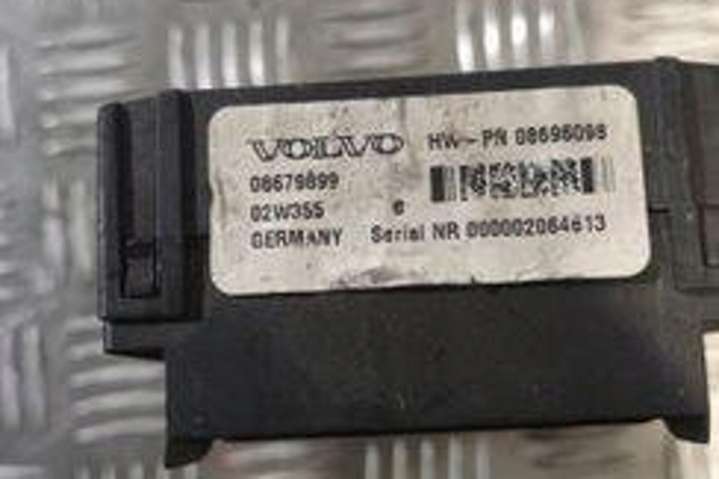 VOLVO HW-PN 08696098
08679899
02W355 e
GERMANY Serial NR 000002064613